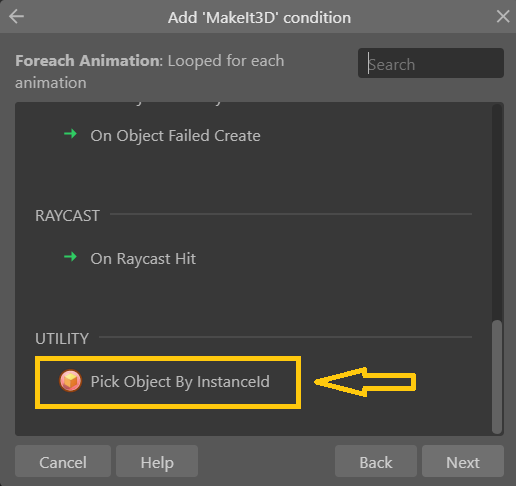 Add 'MakeIt3D' condition
Foreach Animation: Looped for each
animation
Search
On Object Failed Create
RAYCAST
On Raycast Hit
UTILITY
Pick Object By InstanceId
Cancel
Help
Back
Next